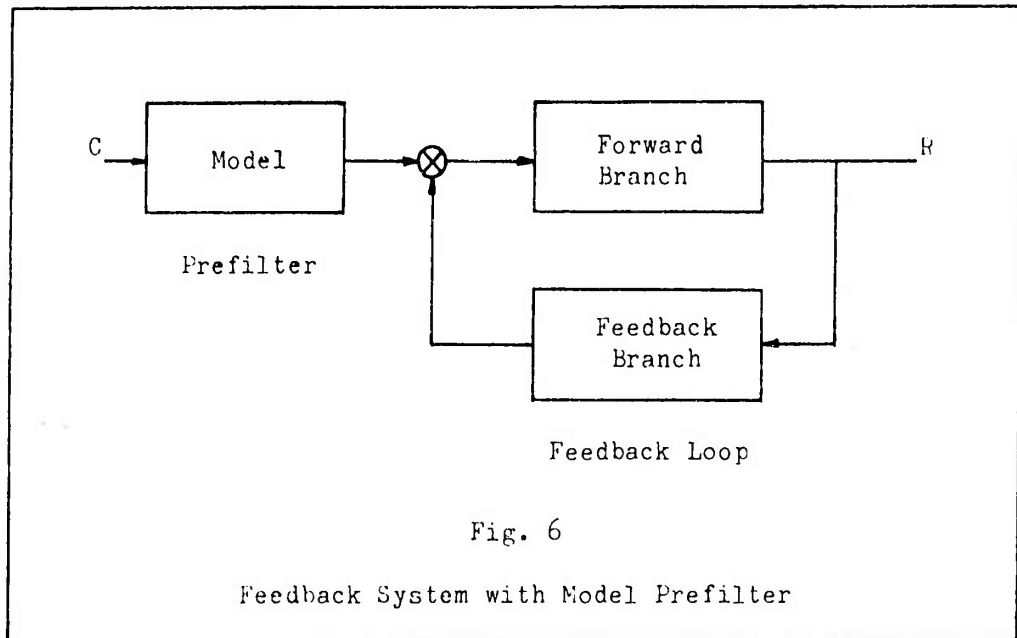 C
Model
Forward
Branch
R
Prefilter
Feedback
Branch
Feedback Loop
Fig. 6
Feedback System with Model Prefilter